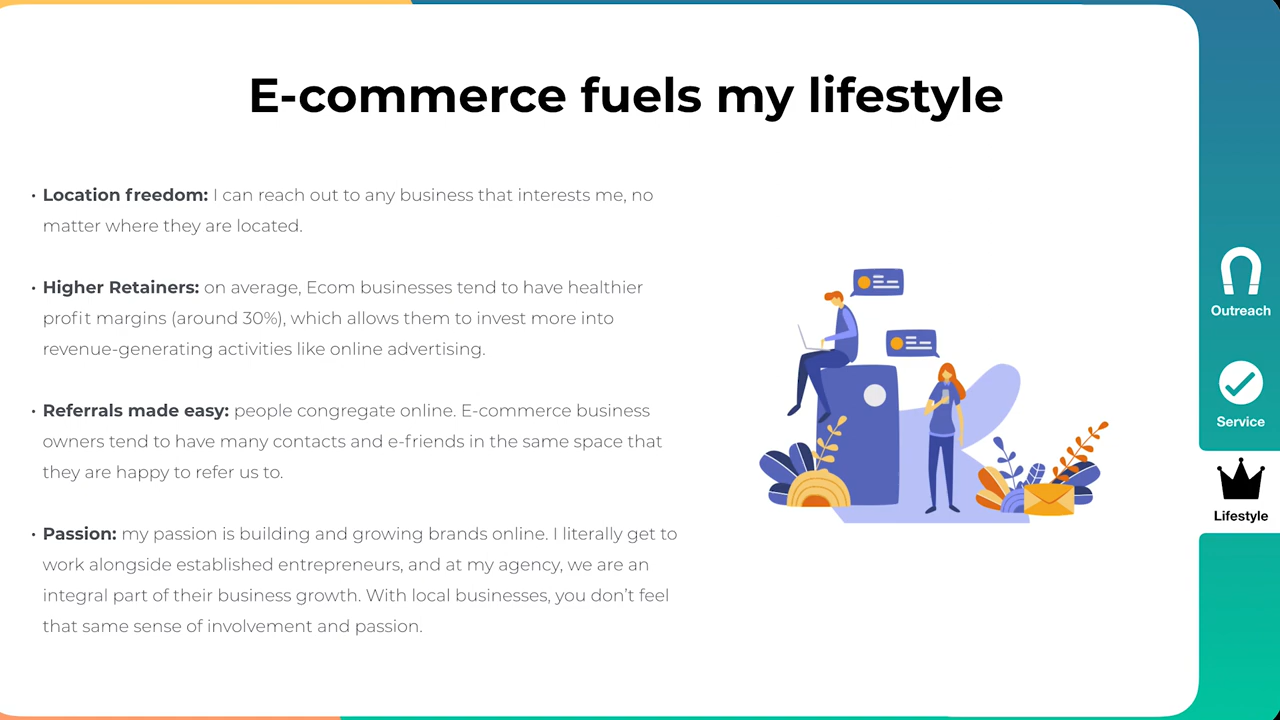 E-commerce fuels my lifestyle
• Location freedom: I can reach out to any business that interests me, no
matter where they are located.
• Higher Retainers: on average, Ecom businesses tend to have healthier
profit margins (around 30%), which allows them to invest more into
revenue-generating activities like online advertising.
• Referrals made easy: people congregate online. E-commerce business
owners tend to have many contacts and e-friends in the same space that
they are happy to refer us to.
• Passion: my passion is building and growing brands online. I literally get to
work alongside established entrepreneurs, and at my agency, we are an
integral part of their business growth. With local businesses, you don’t feel
that same sense of involvement and passion.
Outreach
Service
Lifestyle